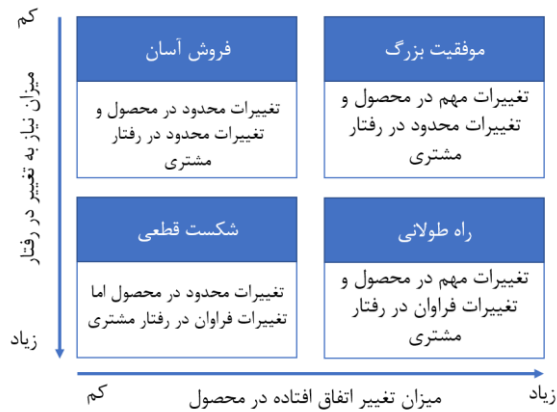 کم
میزان نیاز به تغییر در رفتار
زیاد
موفقیت بزرگ
تغییرات مهم در محصول و
تغییرات محدود در رفتار
مشتری
فروش آسان
تغییرات محدود در محصول و
تغییرات محدود در رفتار
مشتری
راه طولانی
تغییرات مهم در محصول و
تغییرات فراوان در رفتار
مشتری
شکست قطعی
تغییرات محدود در محصول اما
تغییرات فراوان در رفتار مشتری
زیاد
میزان تغییر اتفاق افتاده در محصول
کم